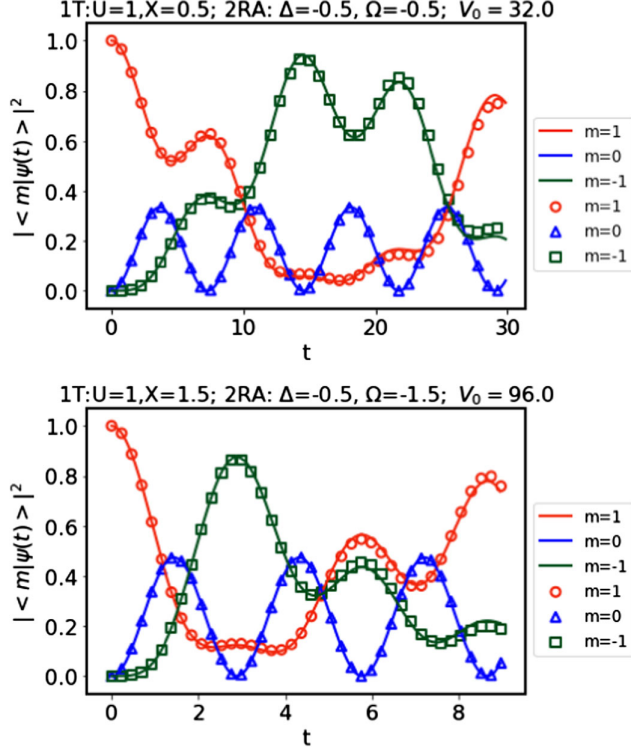 1T:U=1,X=0.5; 2RA: Δ=-0.5, Ω=-0.5; V₀ = 32.0
| < m|ψ(t) > |²
1.0
0.8
0.6
0.4
0.2
0.0
0
10
20
30
t
m=1
m=0
m=-1
m=1
m=0
m=-1
1T:U=1,X=1.5; 2RA: Δ=-0.5, Ω=-1.5; V₀ = 96.0
| < m|ψ(t) > |²
1.0
0.8
0.6
0.4
0.2
0.0
0
2
4
6
8
t
m=1
m=0
m=-1
m=1
m=0
m=-1